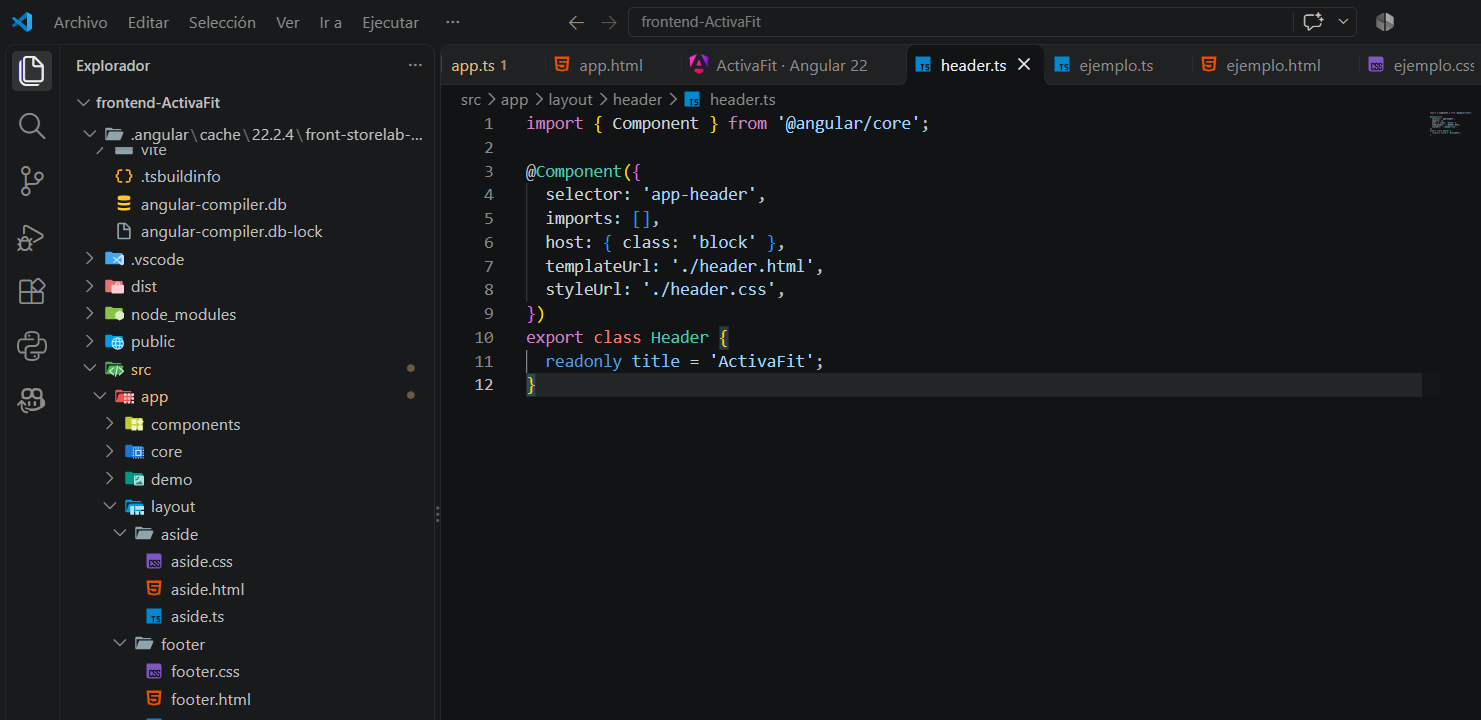 Archivo Editar Selección Ver Ir a Ejecutar ··· frontend-ActivaFit
Explorador ···
frontend-ActivaFit
.angular\cache\22.2.4\front-storelab-...
vite
.tsbuildinfo
angular-compiler.db
angular-compiler.db-lock
.vscode
dist
node_modules
public
src
app
components
core
demo
layout
aside
aside.css
aside.html
aside.ts
footer
footer.css
footer.html
app.ts 1 app.html ActivaFit · Angular 22 header.ts ejemplo.ts ejemplo.html ejemplo.css
src > app > layout > header > header.ts
1 import { Component } from '@angular/core';
2
3 @Component({
4 selector: 'app-header',
5 imports: [],
6 host: { class: 'block' },
7 templateUrl: './header.html',
8 styleUrl: './header.css',
9 })
10 export class Header {
11 readonly title = 'ActivaFit';
12 }